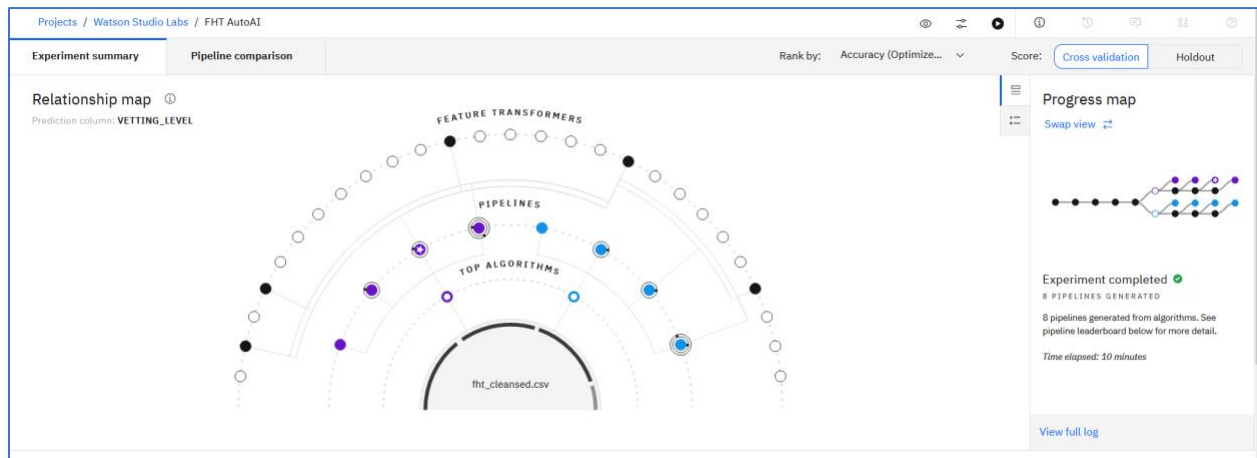 Projects / Watson Studio Labs / FHT AutoAI
Experiment summary
Pipeline comparison
Rank by: Accuracy (Optimize...
Score: Cross validation Holdout
Relationship map
Prediction column: VETTING_LEVEL
FEATURE TRANSFORMERS
PIPELINES
TOP ALGORITHMS
fht_cleansed.csv
Progress map
Swap view
Experiment completed
8 PIPELINES GENERATED
8 pipelines generated from algorithms. See
pipeline leaderboard below for more detail.
Time elapsed: 10 minutes
View full log